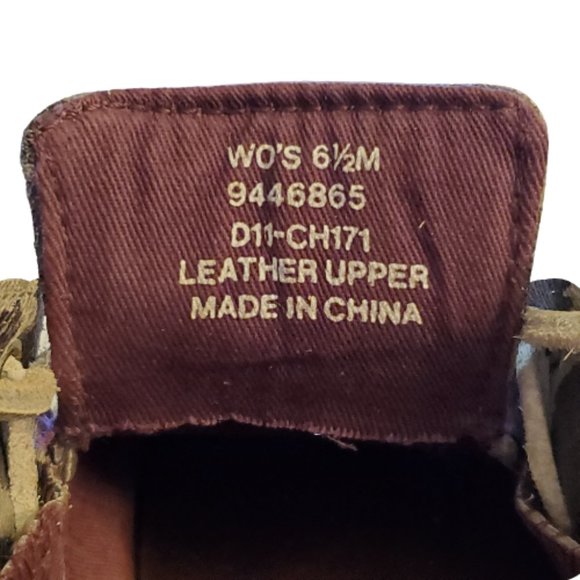 WO'S 6½M
9446865
D11-CH171
LEATHER UPPER
MADE IN CHINA